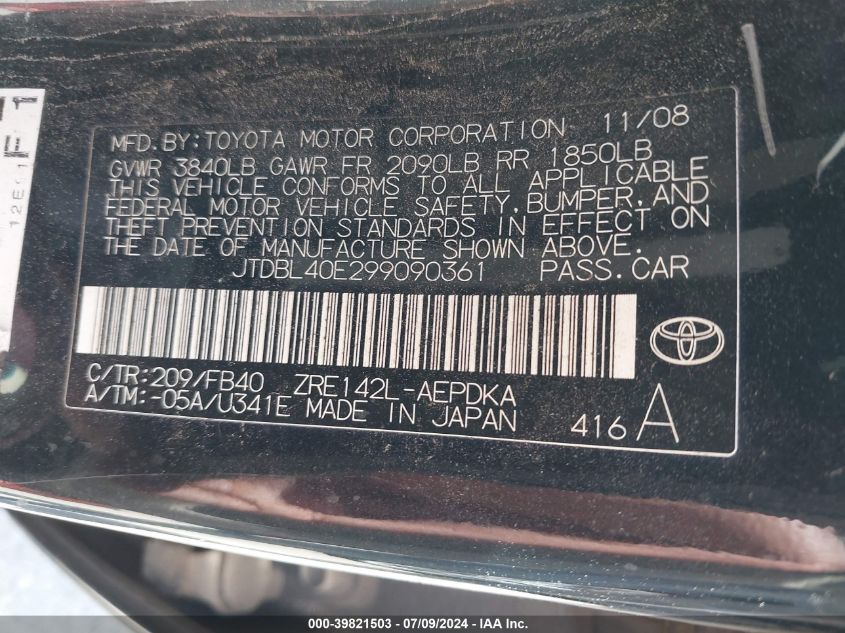 MFD. BY: TOYOTA MOTOR CORPORATION 11/08
GVWR 3840LB GAWR FR 2090LB RR 1850LB
THIS VEHICLE CONFORMS TO ALL APPLICABLE
FEDERAL MOTOR VEHICLE SAFETY, BUMPER, AND
THEFT PREVENTION STANDARDS IN EFFECT ON
THE DATE OF MANUFACTURE SHOWN ABOVE.
JTDBL40E299090361 PASS. CAR
C/TR: 209/FB40 ZRE142L-AEPDKA
A/TM: -05A/U341E MADE IN JAPAN
416 A
000-39821503 - 07/09/2024 - IAAI.com